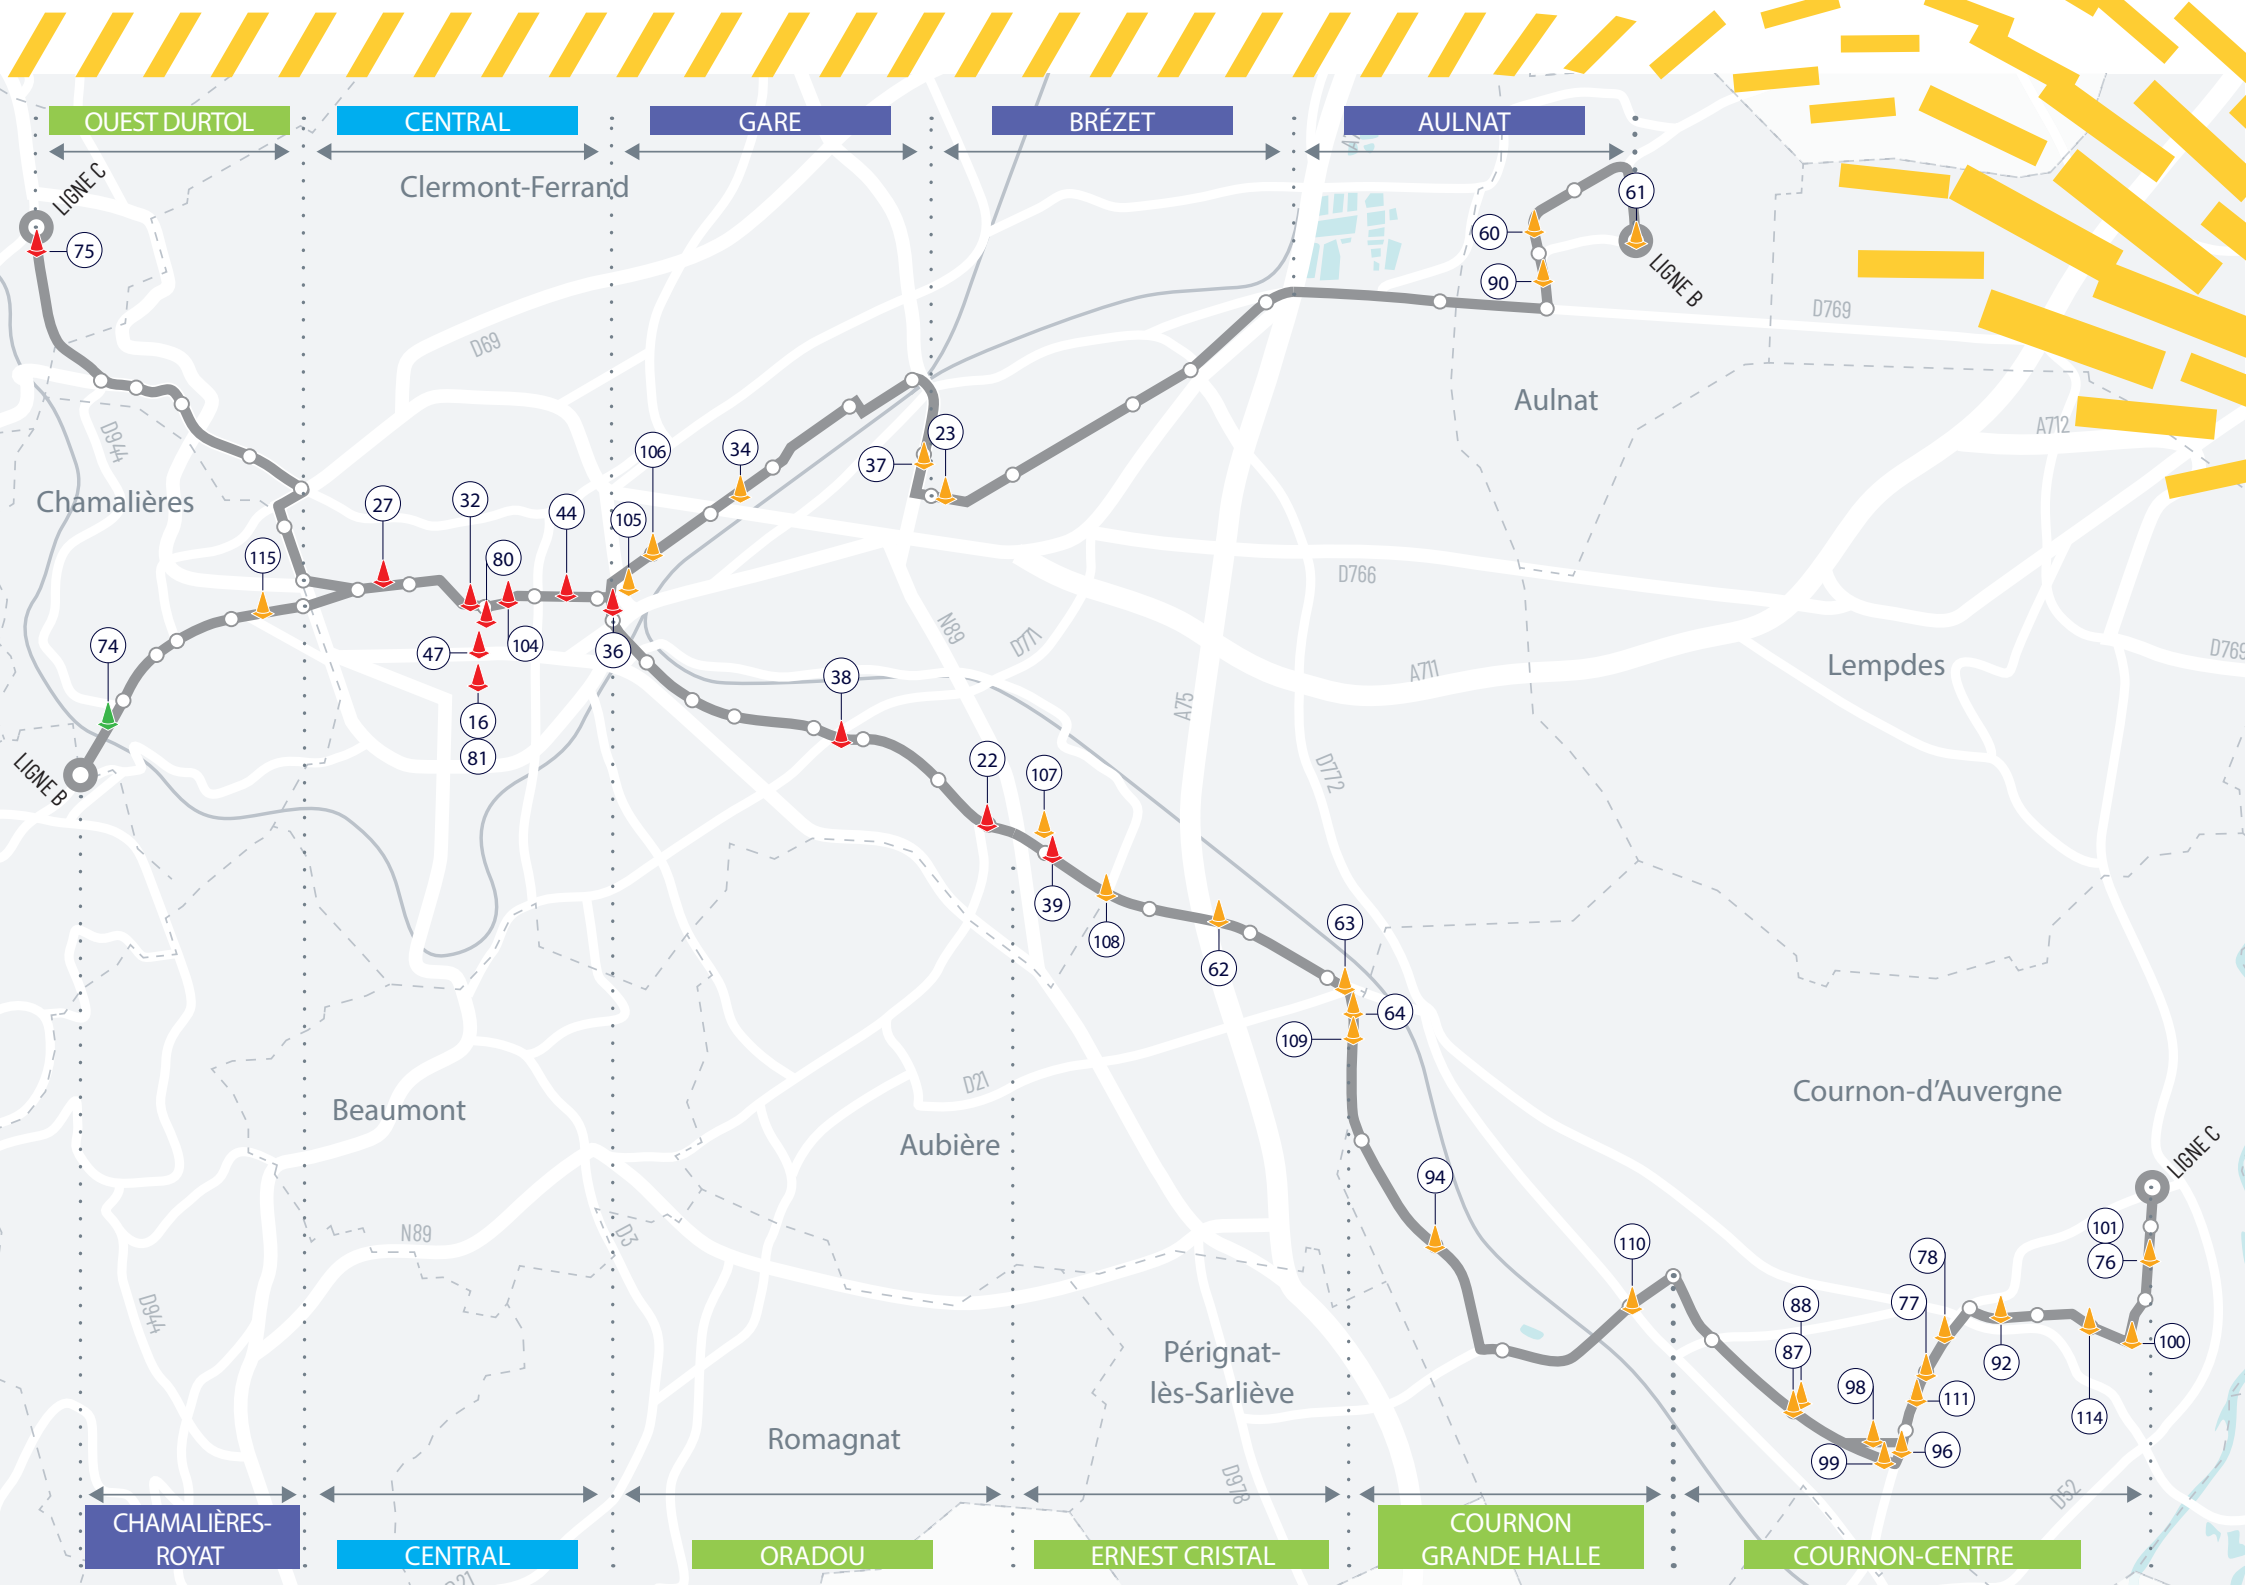 OUEST DURTOL
CENTRAL
GARE
BRÉZET
AULNAT
LIGNE C
Clermont-Ferrand
61
75
60
90
LIGNE B
D769
D69
Aulnat
A712
D944
Chamalières
106
34
23
37
27
32
44
105
115
80
D766
74
47
104
36
N89
D771
A711
Lempdes
D769
38
A75
16
81
LIGNE B
22
107
D772
39
108
62
63
64
109
D21
Beaumont
Aubière
Cournon-d'Auvergne
LIGNE C
94
N89
D3
110
101
76
78
77
88
87
D944
Pérignat-
lès-Sarliève
92
100
98
111
114
Romagnat
99
96
D978
D52
CHAMALIÈRES-
ROYAT
CENTRAL
ORADOU
ERNEST CRISTAL
COURNON
GRANDE HALLE
COURNON-CENTRE
D21